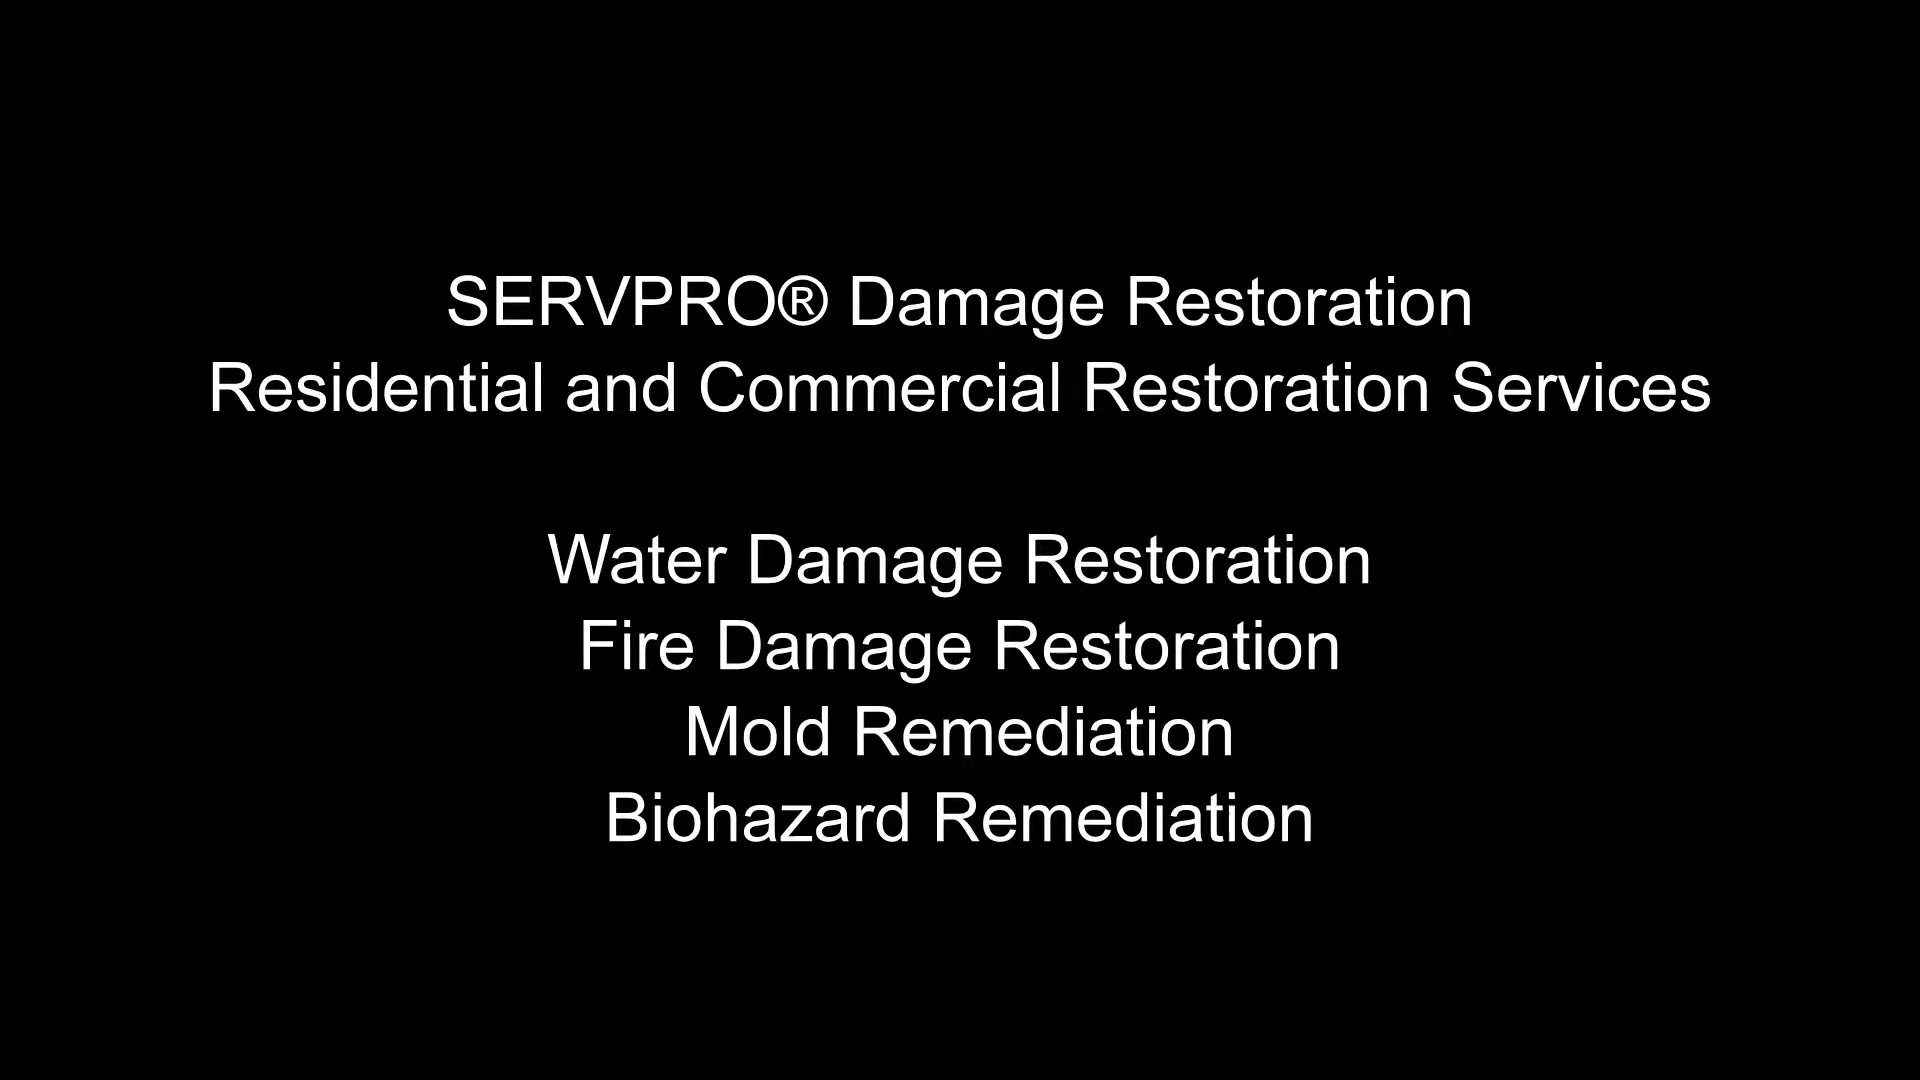 SERVPRO® Damage Restoration
Residential and Commercial Restoration Services
Water Damage Restoration
Fire Damage Restoration
Mold Remediation
Biohazard Remediation